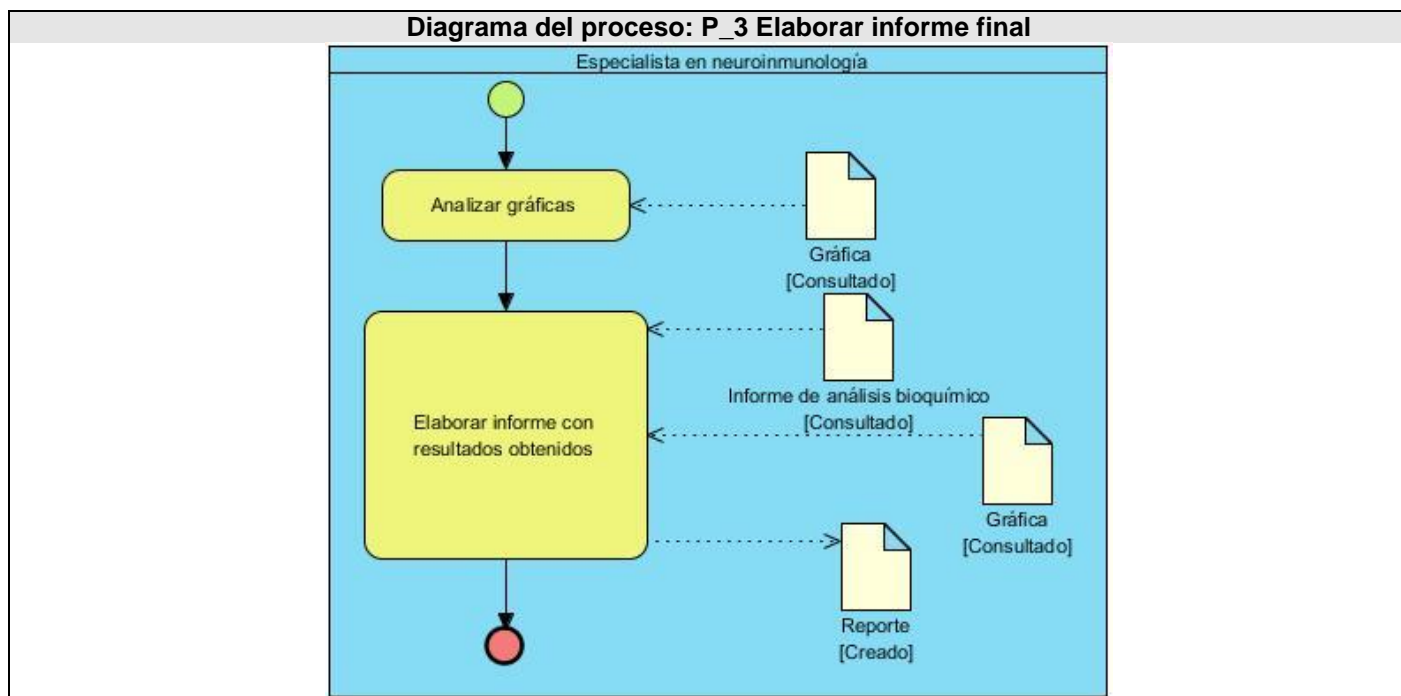 Diagrama del proceso: P_3 Elaborar informe final
Especialista en neuroinmunología
Analizar gráficas
Gráfica
[Consultado]
Informe de análisis bioquímico
[Consultado]
Elaborar informe con
resultados obtenidos
Gráfica
[Consultado]
Reporte
[Creado]